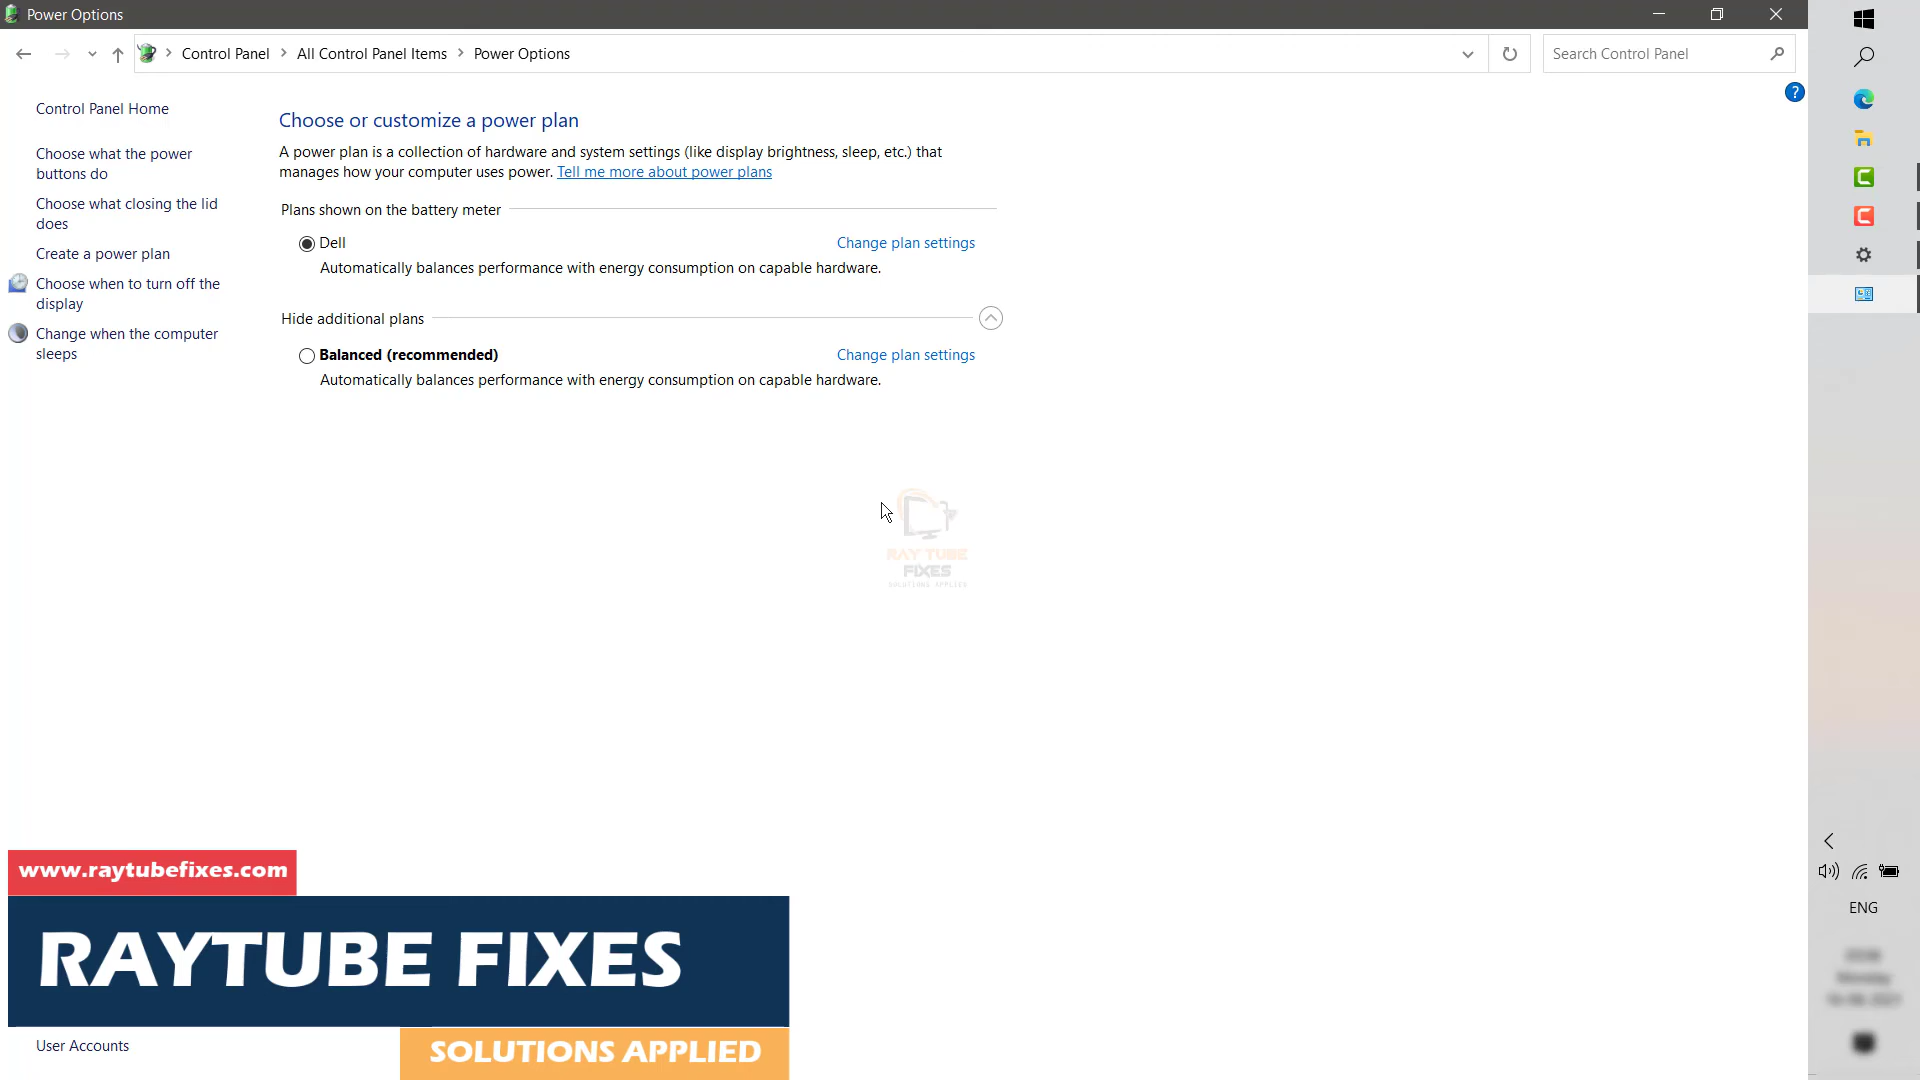 Power Options
Control Panel
All Control Panel Items
Power Options
Search Control Panel
Control Panel Home
Choose what the power
buttons do
Choose what closing the lid
does
Create a power plan
Choose when to turn off the
display
Change when the computer
sleeps
Choose or customize a power plan
A power plan is a collection of hardware and system settings (like display brightness, sleep, etc.) that
manages how your computer uses power. Tell me more about power plans
Plans shown on the battery meter
Dell
Change plan settings
Automatically balances performance with energy consumption on capable hardware.
Hide additional plans
Balanced (recommended)
Change plan settings
Automatically balances performance with energy consumption on capable hardware.
RAY TUBE
FIXES
SOLUTIONS APPLIED
www.raytubefixes.com
RAYTUBE FIXES
SOLUTIONS APPLIED
User Accounts
ENG
Monday